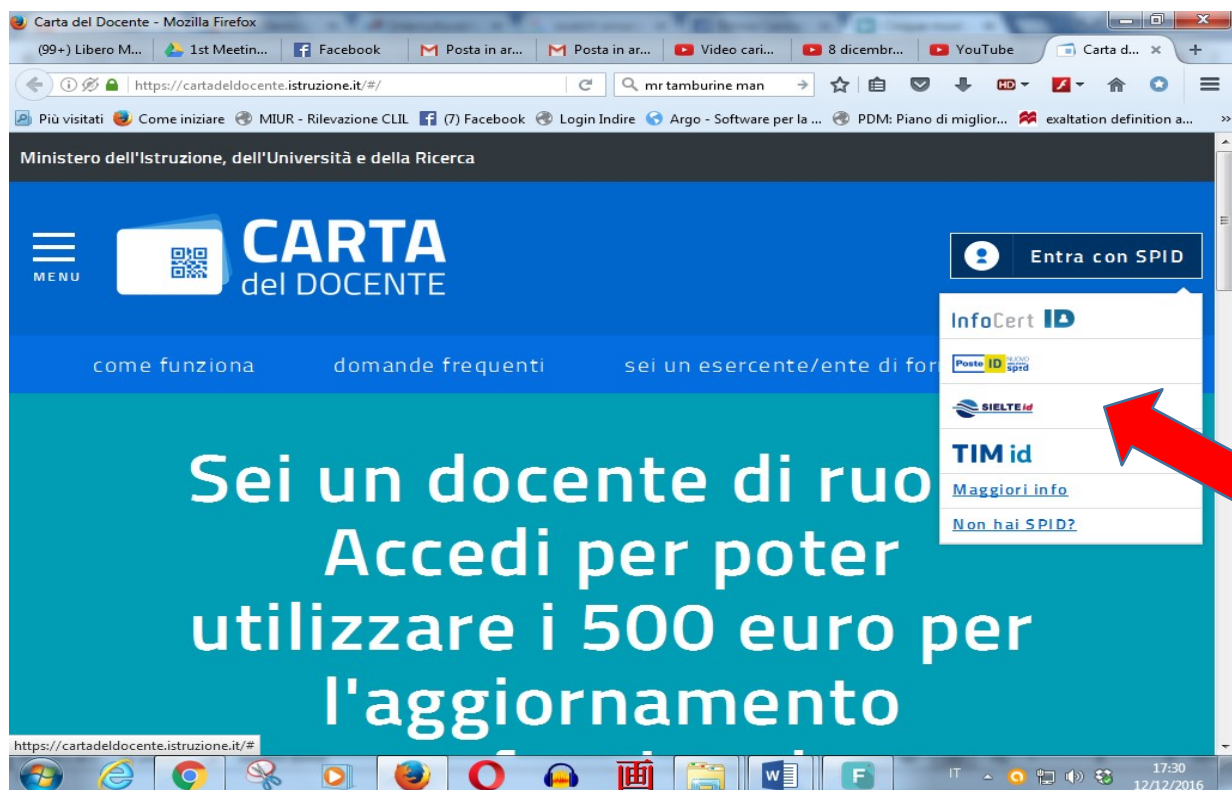 Carta del Docente - Mozilla Firefox
(99+) Libero M... 1st Meetin... Facebook Posta in ar... Posta in ar... Video cari... 8 dicembr... YouTube Carta d...
https://cartadeldocente.istruzione.it/#/ mr tamburine man
Più visitati Come iniziare MIUR - Rilevazione CLIL (7) Facebook Login Indire Argo - Software per la ... PDM: Piano di miglior... exaltation definition a...
Ministero dell'Istruzione, dell'Università e della Ricerca
MENU
CARTA
del DOCENTE
Entra con SPID
InfoCert ID
Poste ID
spid
SIELTE id
TIM id
Maggiori info
Non hai SPID?
come funziona domande frequenti sei un esercente/ente di for
Sei un docente di ruo
Accedi per poter
utilizzare i 500 euro per
l'aggiornamento
https://cartadeldocente.istruzione.it/#
IT 17:30
12/12/2016